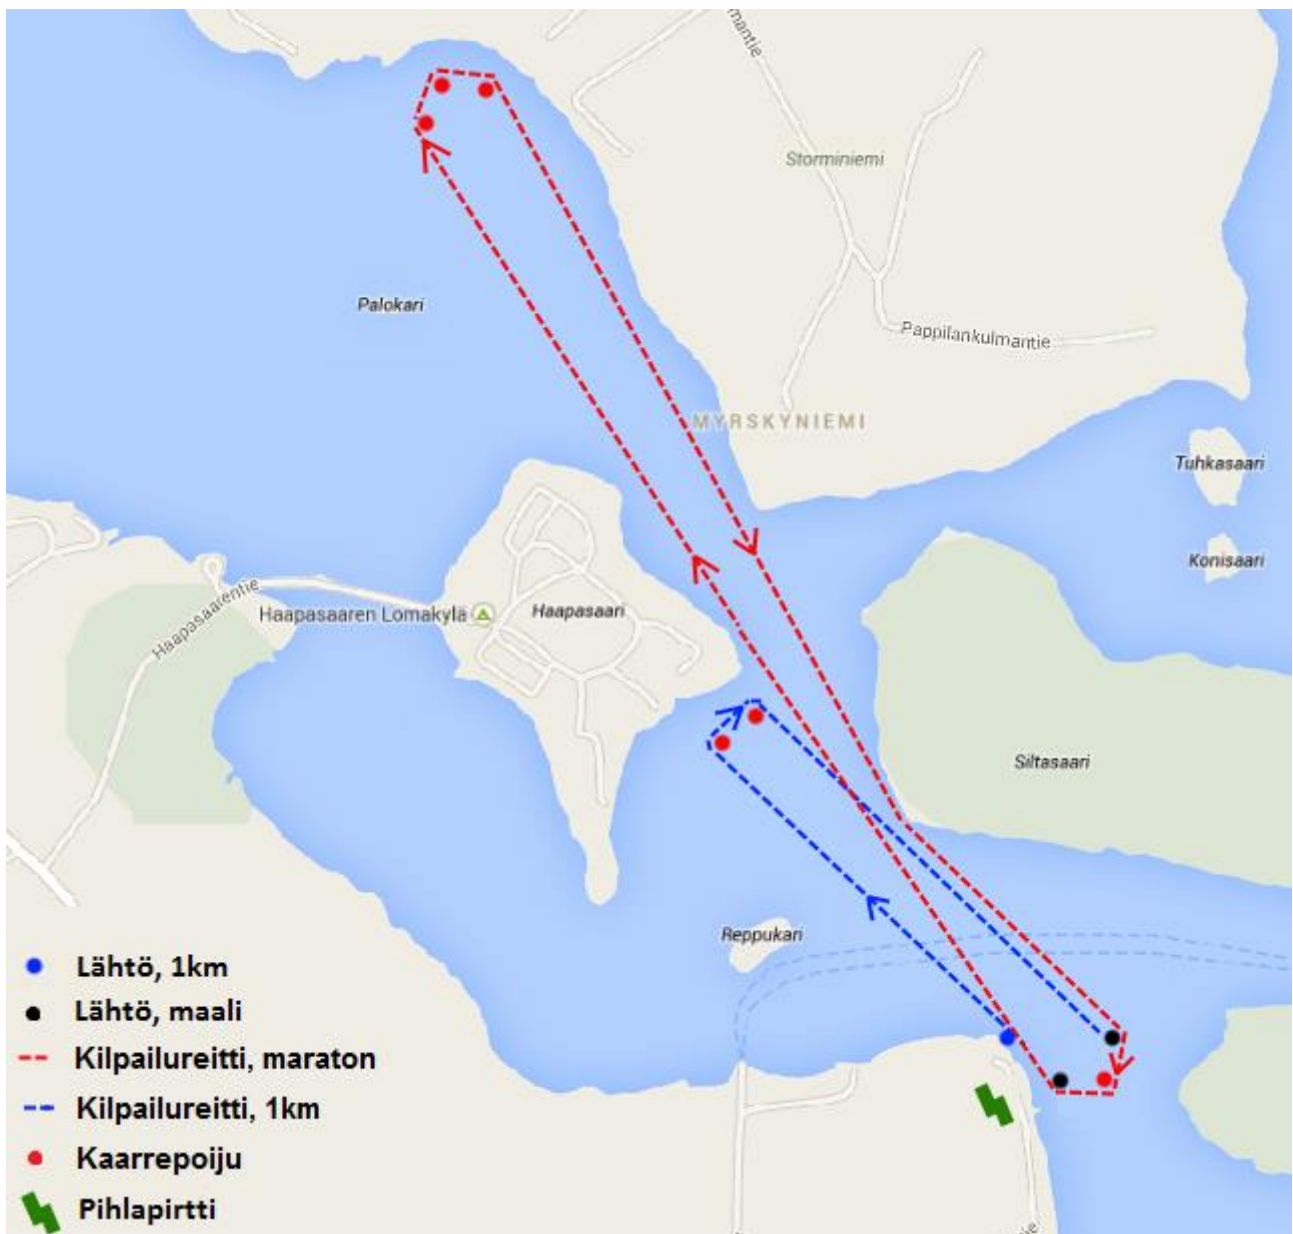 mantie
Storminiemi
Palokari
Pappilankulmantie
MYRSKYNIEMI
Tuhkasaari
Konisaari
Haapasaarentie
Haapasaaren Lomakylä
Haapasaari
Siltasaari
Reppukari
Lähtö, 1km
Lähtö, maali
Kilpailureitti, maraton
Kilpailureitti, 1km
Kaarrepoiju
Pihlapirtti